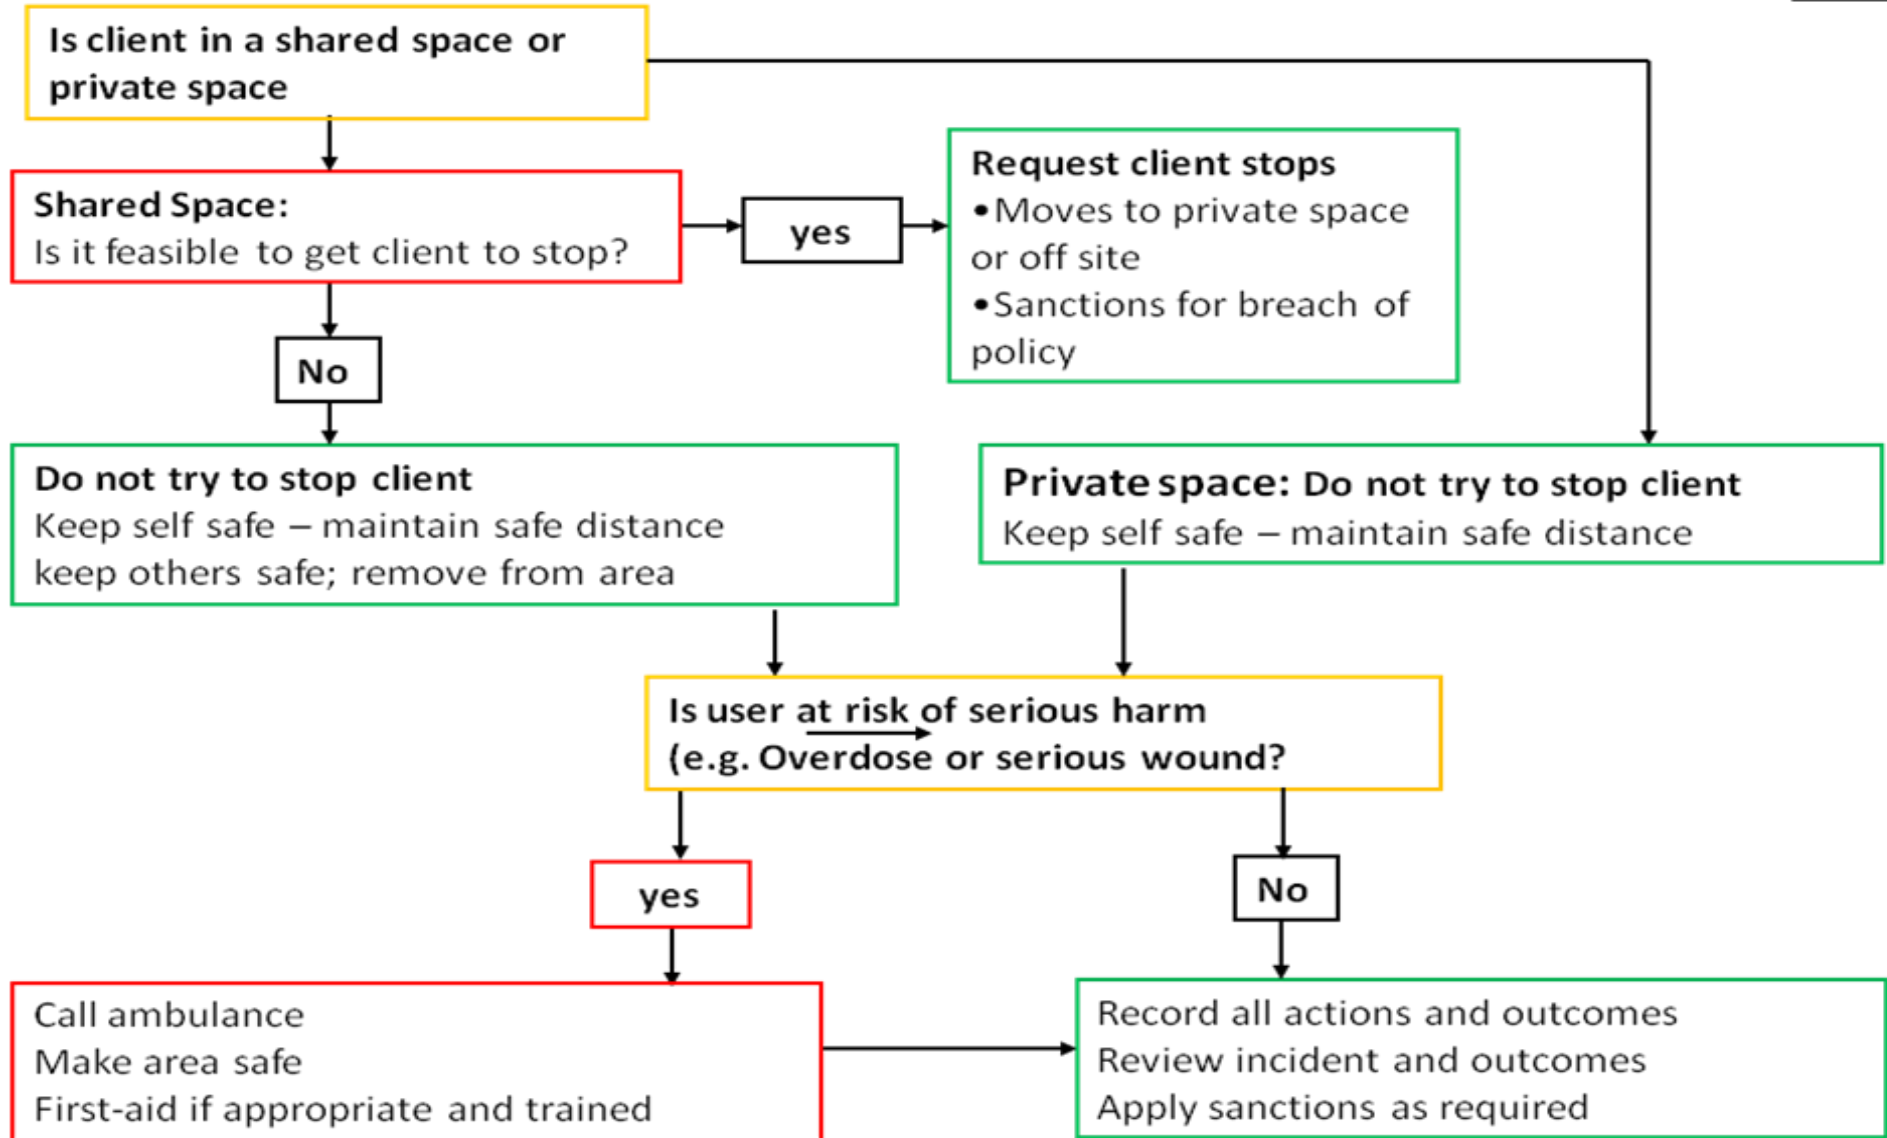 Is client in a shared space or
private space
Shared Space:
Is it feasible to get client to stop?
yes
Request client stops
•Moves to private space
or off site
•Sanctions for breach of
policy
No
Do not try to stop client
Keep self safe – maintain safe distance
keep others safe; remove from area
Private space: Do not try to stop client
Keep self safe – maintain safe distance
Is user at risk of serious harm
(e.g. Overdose or serious wound?
yes
No
Call ambulance
Make area safe
First-aid if appropriate and trained
Record all actions and outcomes
Review incident and outcomes
Apply sanctions as required